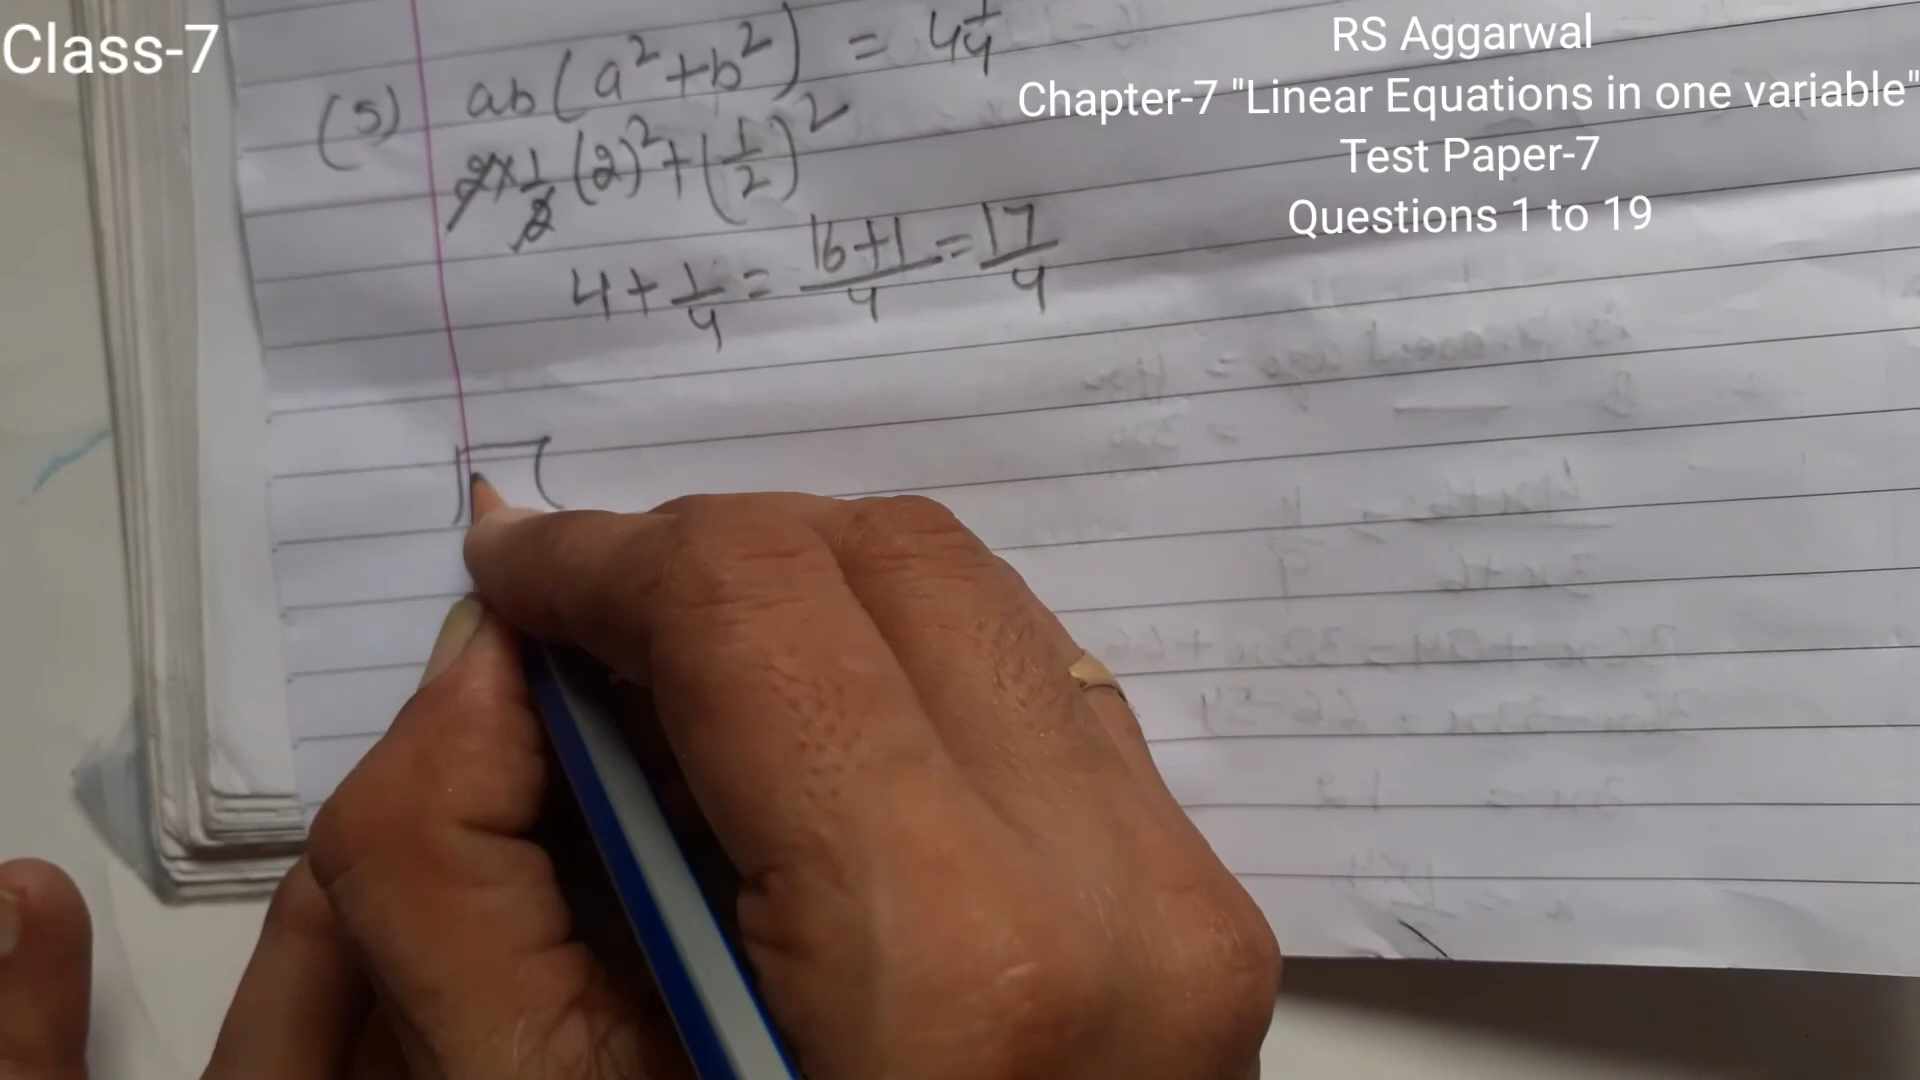 Class-7
RS Aggarwal
Chapter-7 "Linear Equations in one variable"
Test Paper-7
Questions 1 to 19
(5) ab(a²+b²) = 4 1/4
2×1/2 (2)²+(1/2)²
4+1/4 = 16+1/4 = 17/4